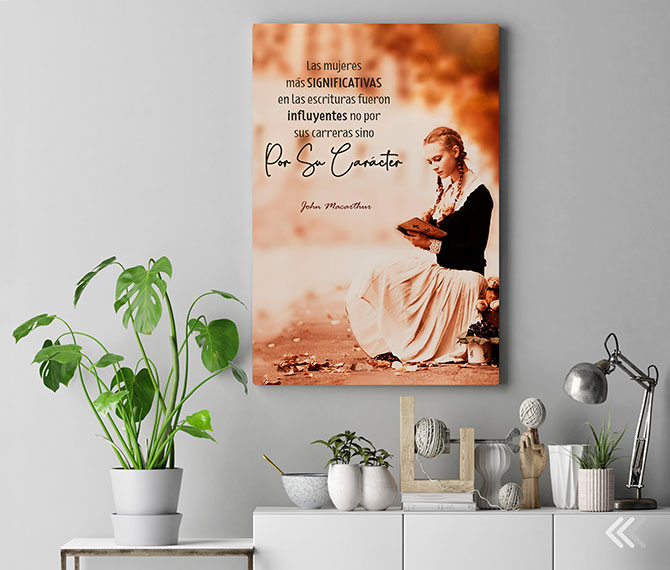 Las mujeres
más SIGNIFICATIVAS
en las escrituras fueron
influyentes no por
sus carreras sino
Por Su Carácter
John Macarthur